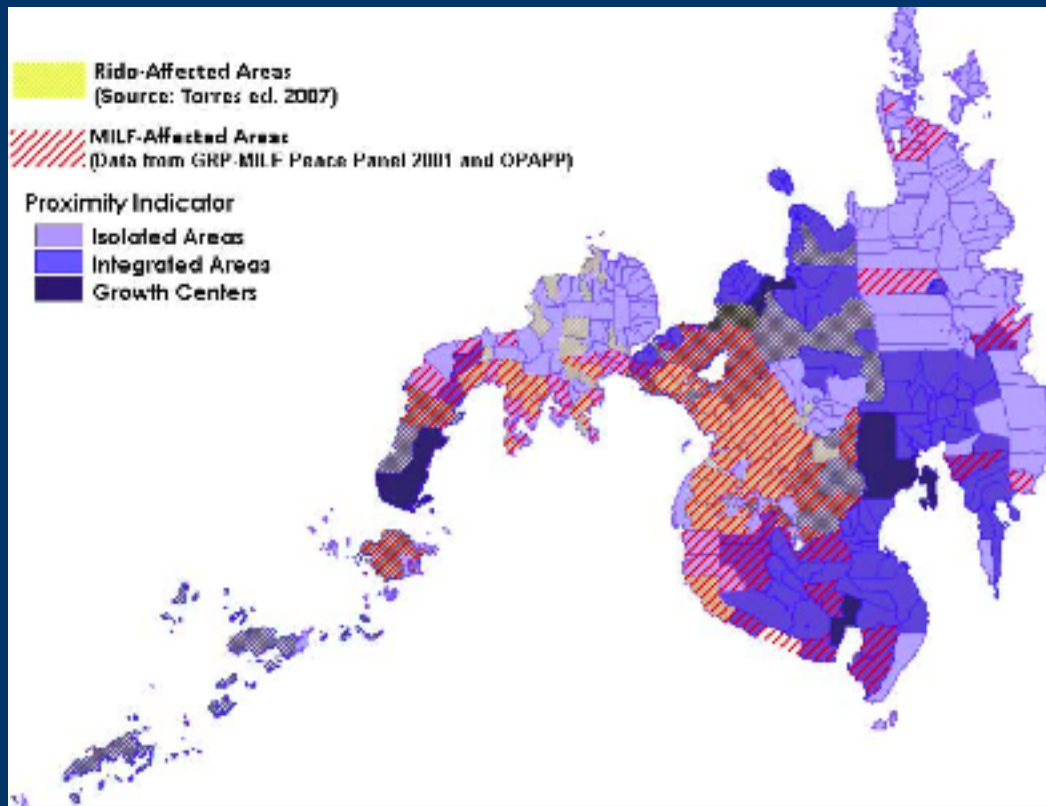 Rido-Affected Areas
(Source: Torres ed. 2007)
MILF-Affected Areas
(Data from GRP-MILF Peace Panel 2001 and OPAPP)
Proximity Indicator
Isolated Areas
Integrated Areas
Growth Centers